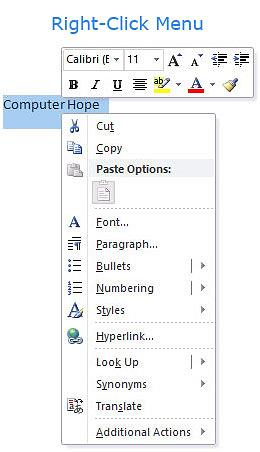 Right-Click Menu
Calibri (E 11 A A
B I U ab A
Computer Hope
Cut
Copy
Paste Options:
Font...
Paragraph...
Bullets
Numbering
Styles
Hyperlink...
Look Up
Synonyms
Translate
Additional Actions